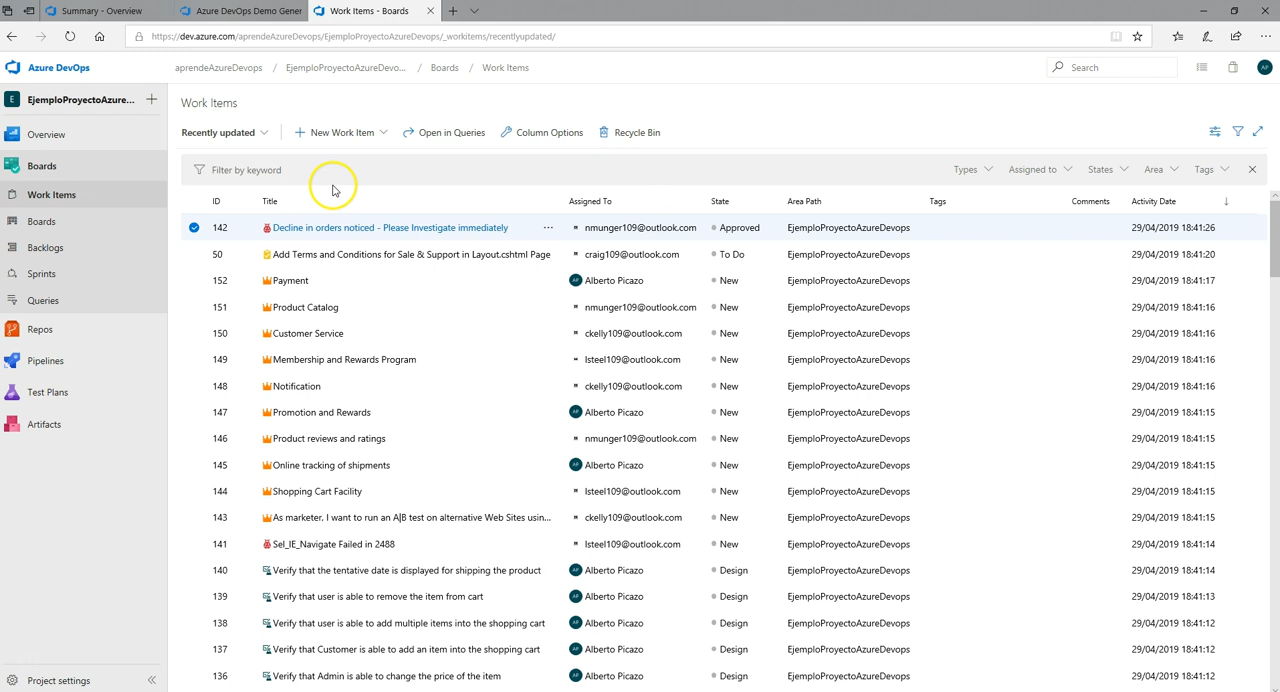 Summary - Overview
Azure DevOps Demo Gener
Work Items - Boards
https://dev.azure.com/aprendeAzureDevops/EjemploProyectoAzureDevops/_workitems/recentlyupdated/
Azure DevOps
aprendeAzureDevops / EjemploProyectoAzureDevo... / Boards / Work Items
Search
AP
E EjemploProyectoAzure...
Overview
Boards
Work Items
Boards
Backlogs
Sprints
Queries
Repos
Pipelines
Test Plans
Artifacts
Project settings
Work Items
Recently updated New Work Item Open in Queries Column Options Recycle Bin
Filter by keyword Types Assigned to States Area Tags
ID Title Assigned To State Area Path Tags Comments Activity Date
142 Decline in orders noticed - Please Investigate immediately ... nmunger109@outlook.com Approved EjemploProyectoAzureDevops 29/04/2019 18:41:26
50 Add Terms and Conditions for Sale & Support in Layout.cshtml Page craig109@outlook.com To Do EjemploProyectoAzureDevops 29/04/2019 18:41:20
152 Payment AP Alberto Picazo New EjemploProyectoAzureDevops 29/04/2019 18:41:17
151 Product Catalog nmunger109@outlook.com New EjemploProyectoAzureDevops 29/04/2019 18:41:16
150 Customer Service ckelly109@outlook.com New EjemploProyectoAzureDevops 29/04/2019 18:41:16
149 Membership and Rewards Program lsteel109@outlook.com New EjemploProyectoAzureDevops 29/04/2019 18:41:16
148 Notification ckelly109@outlook.com New EjemploProyectoAzureDevops 29/04/2019 18:41:16
147 Promotion and Rewards AP Alberto Picazo New EjemploProyectoAzureDevops 29/04/2019 18:41:15
146 Product reviews and ratings nmunger109@outlook.com New EjemploProyectoAzureDevops 29/04/2019 18:41:15
145 Online tracking of shipments AP Alberto Picazo New EjemploProyectoAzureDevops 29/04/2019 18:41:15
144 Shopping Cart Facility lsteel109@outlook.com New EjemploProyectoAzureDevops 29/04/2019 18:41:15
143 As marketer, I want to run an A|B test on alternative Web Sites usin... ckelly109@outlook.com New EjemploProyectoAzureDevops 29/04/2019 18:41:15
141 Sel_IE_Navigate Failed in 2488 lsteel109@outlook.com New EjemploProyectoAzureDevops 29/04/2019 18:41:14
140 Verify that the tentative date is displayed for shipping the product AP Alberto Picazo Design EjemploProyectoAzureDevops 29/04/2019 18:41:14
139 Verify that user is able to remove the item from cart AP Alberto Picazo Design EjemploProyectoAzureDevops 29/04/2019 18:41:13
138 Verify that user is able to add multiple items into the shopping cart AP Alberto Picazo Design EjemploProyectoAzureDevops 29/04/2019 18:41:12
137 Verify that Customer is able to add an item into the shopping cart AP Alberto Picazo Design EjemploProyectoAzureDevops 29/04/2019 18:41:12
136 Verify that Admin is able to change the price of the item AP Alberto Picazo Design EjemploProyectoAzureDevops 29/04/2019 18:41:12